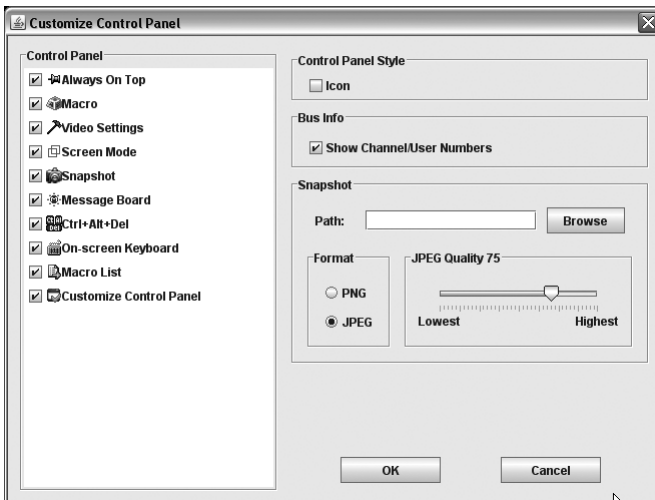 Customize Control Panel
Control Panel
Always On Top
Macro
Video Settings
Screen Mode
Snapshot
Message Board
Ctrl+Alt+Del
On-screen Keyboard
Macro List
Customize Control Panel
Control Panel Style
Icon
Bus Info
Show Channel/User Numbers
Snapshot
Path:
Browse
Format
PNG
JPEG
JPEG Quality 75
Lowest Highest
OK Cancel